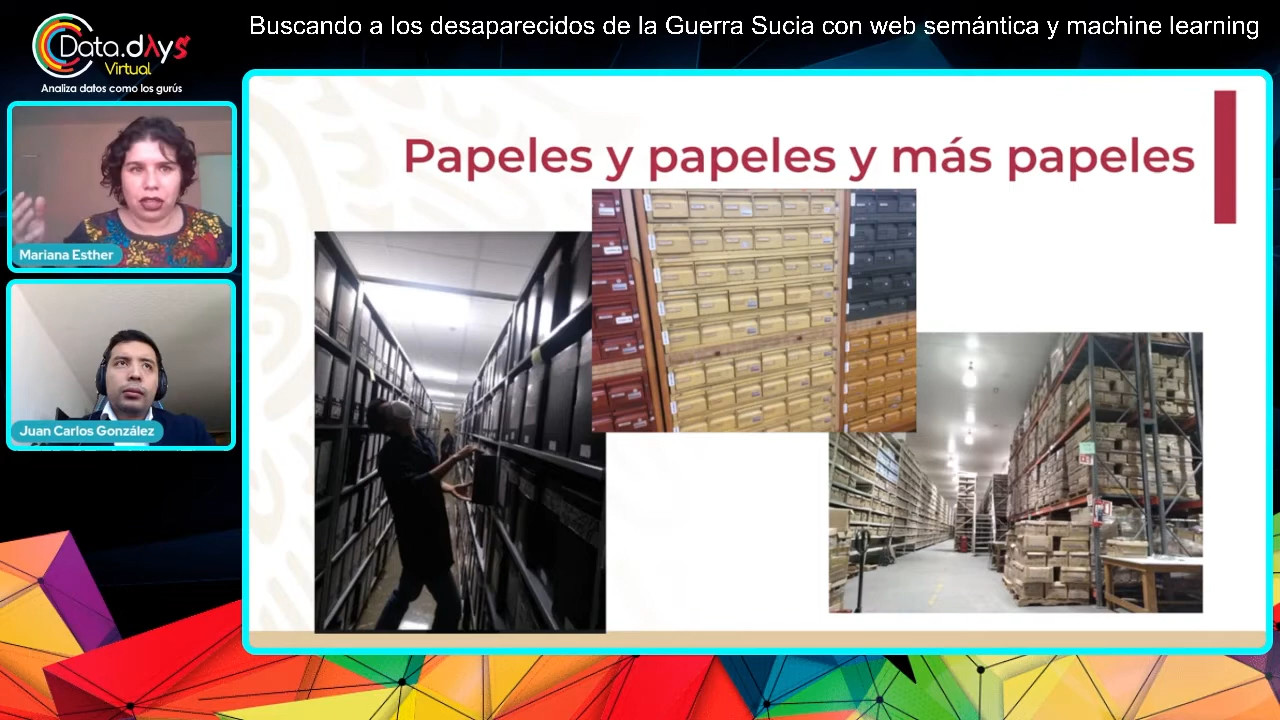 Buscando a los desaparecidos de la Guerra Sucia con web semántica y machine learning
Data.dAys
Virtual
Analiza datos como los gurús
Mariana Esther
Juan Carlos González
Papeles y papeles y más papeles